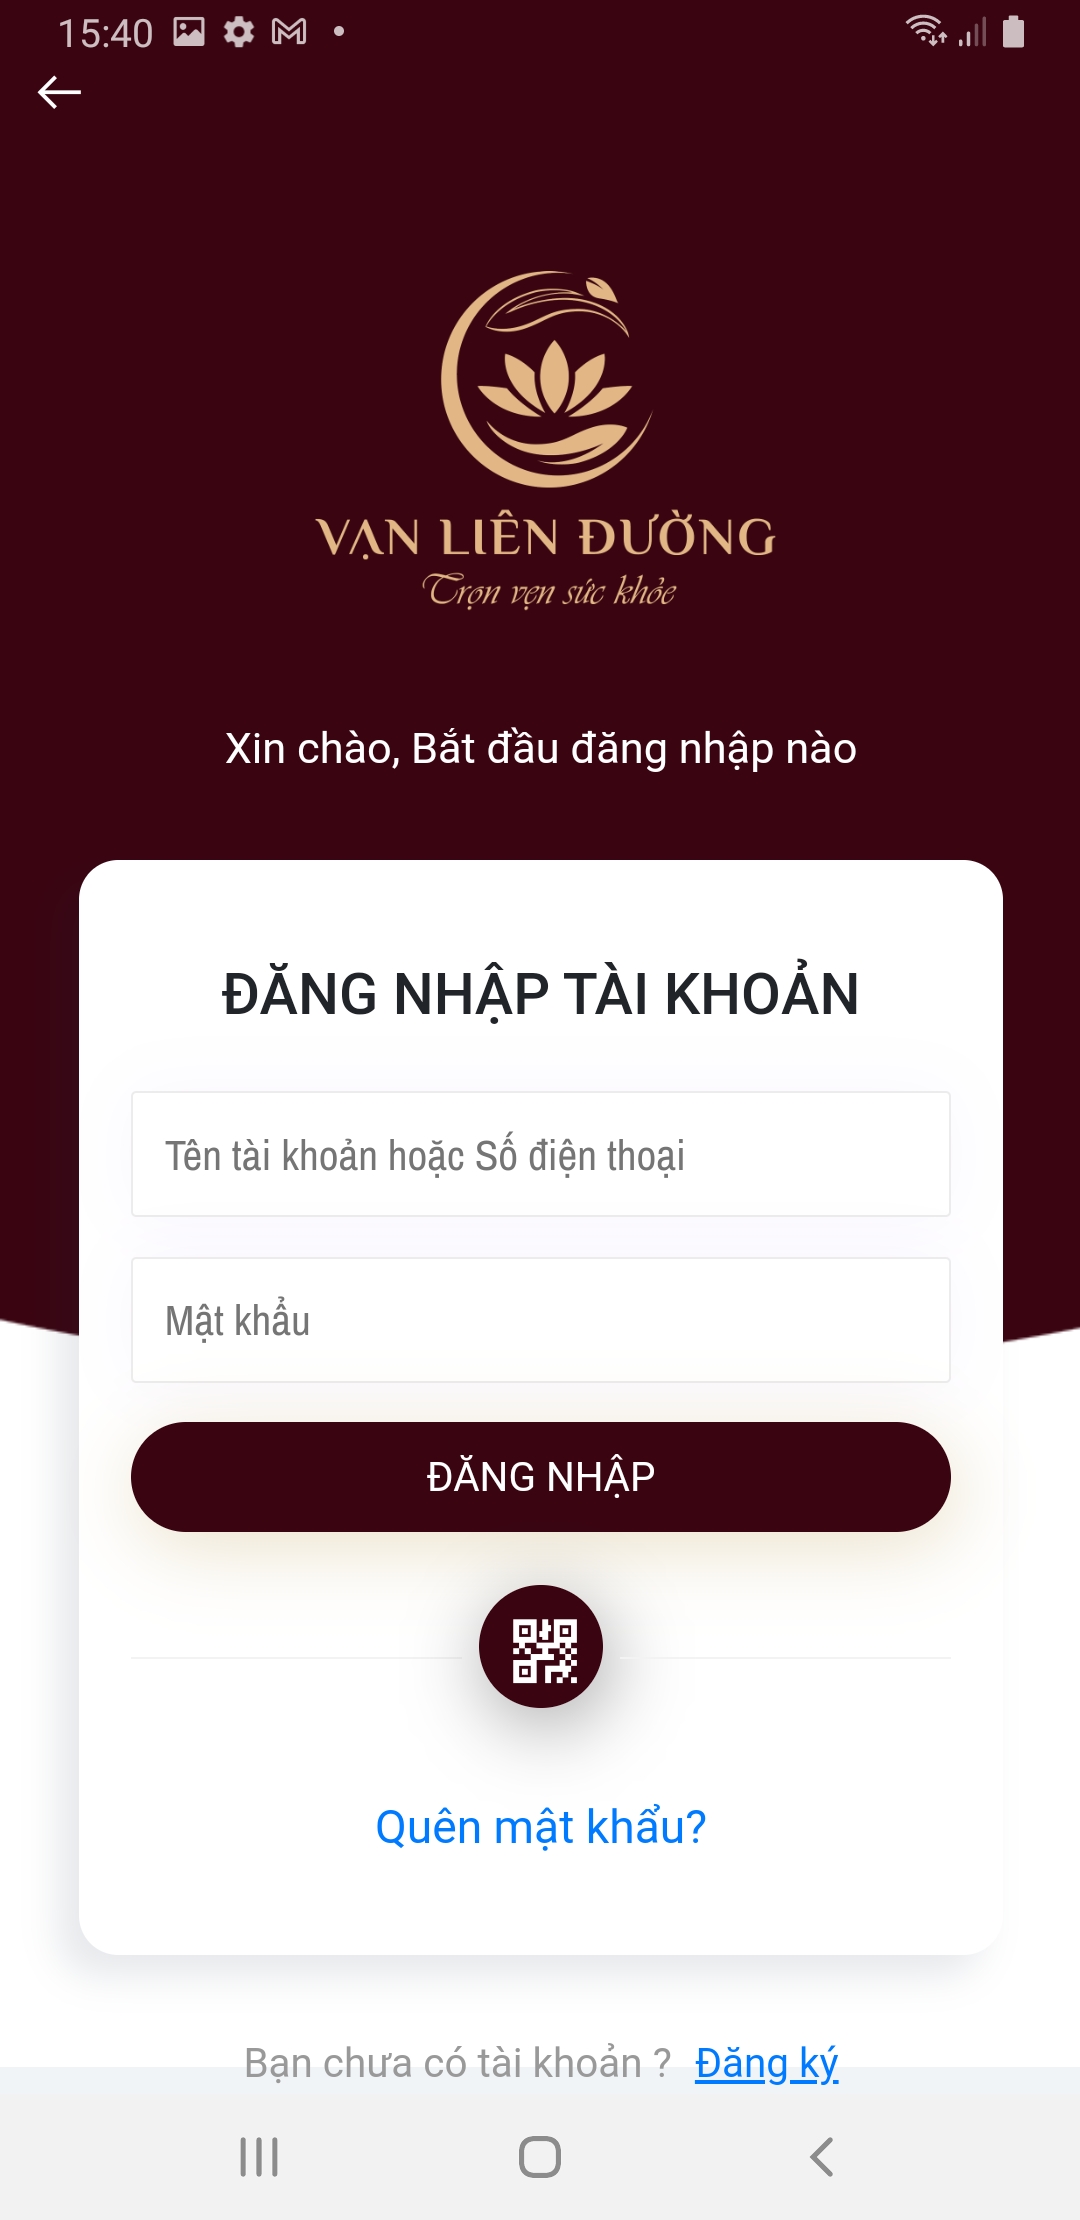 15:40
VẠN LIÊN ĐƯỜNG
Trọn vẹn sức khỏe
Xin chào, Bắt đầu đăng nhập nào
ĐĂNG NHẬP TÀI KHOẢN
Tên tài khoản hoặc Số điện thoại
Mật khẩu
ĐĂNG NHẬP
Quên mật khẩu?
Bạn chưa có tài khoản ? Đăng ký